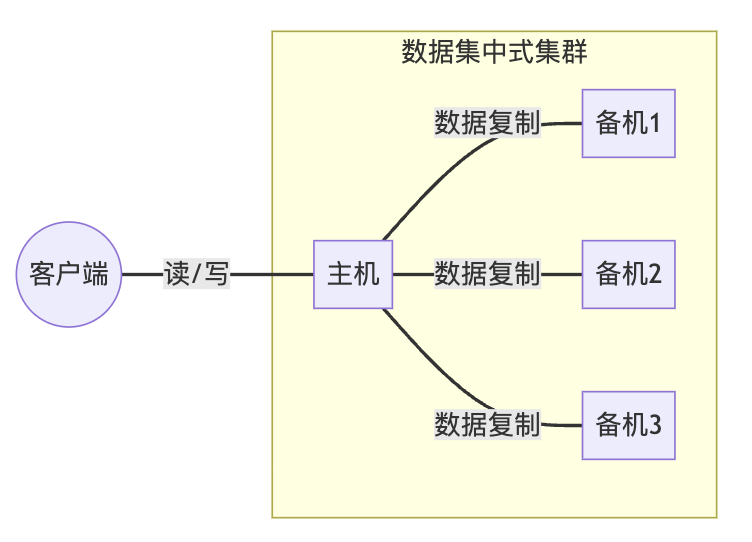 数据集中式集群
数据复制
备机1
客户端
读/写
主机
数据复制
备机2
数据复制
备机3